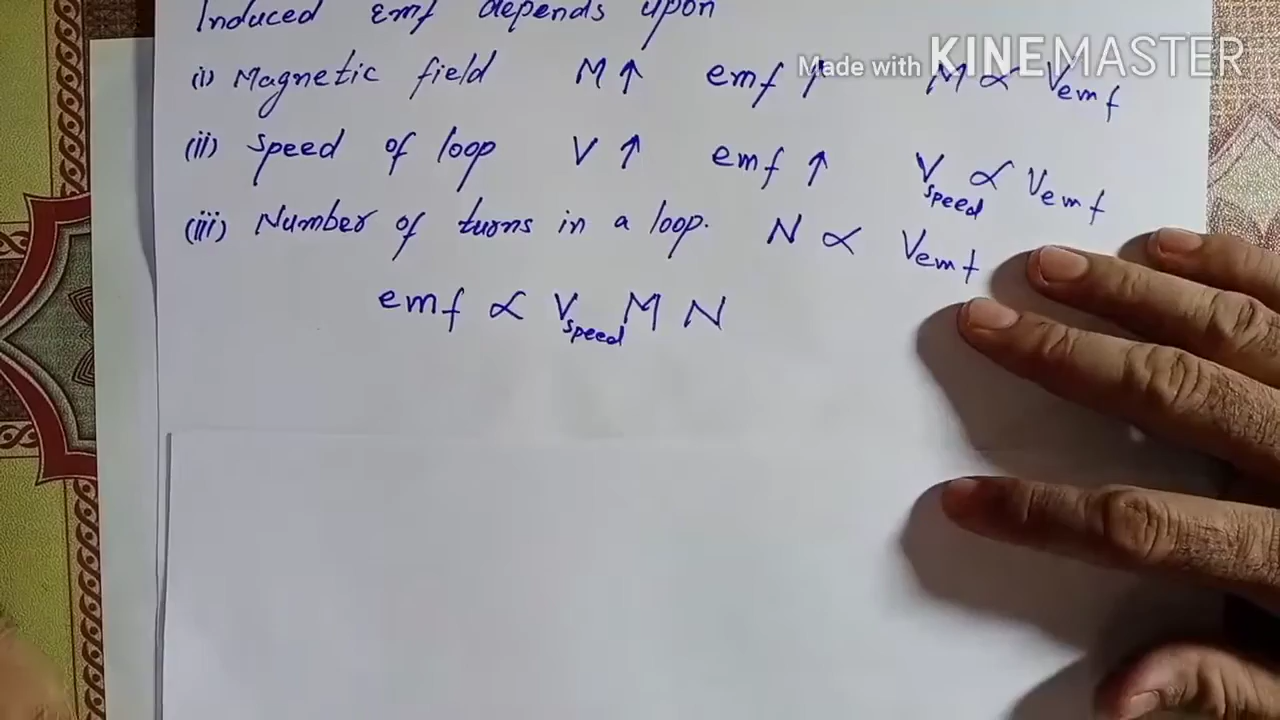 Induced emf depends upon
Made with KINEMASTER
(i) Magnetic field M ↑ emf ↑ M ∝ Vemf
(ii) Speed of loop V ↑ emf ↑ Vspeed ∝ Vemf
(iii) Number of turns in a loop. N ∝ Vemf
emf ∝ Vspeed M N